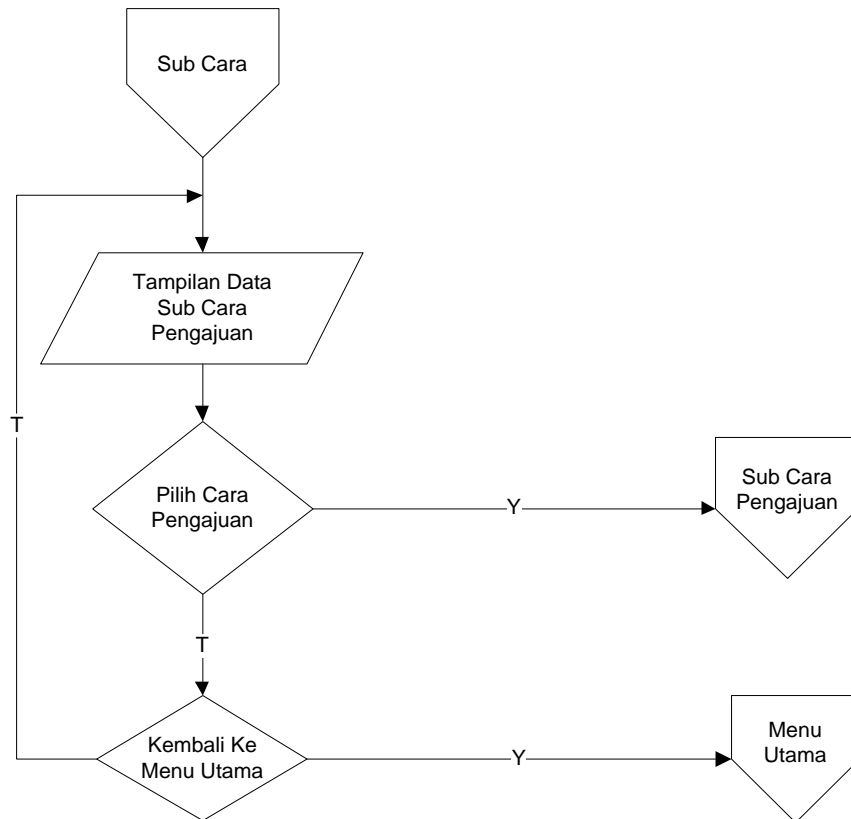 Sub Cara
Tampilan Data
Sub Cara
Pengajuan
T
Pilih Cara
Pengajuan
Y
Sub Cara
Pengajuan
T
Kembali Ke
Menu Utama
Y
Menu
Utama